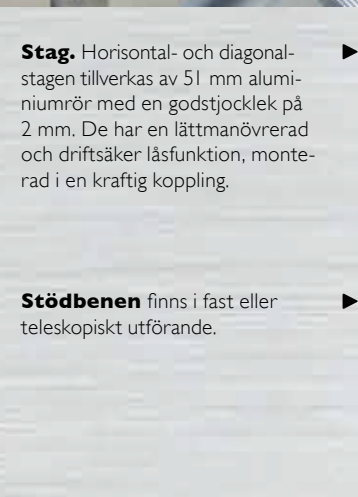 Stag. Horisontal- och diagonal-
stagen tillverkas av 51 mm alumi-
niumrör med en godstjocklek på
2 mm. De har en lättmanövrerad
och driftsäker låsfunktion, monte-
rad i en kraftig koppling.
Stödbenen finns i fast eller
teleskopiskt utförande.